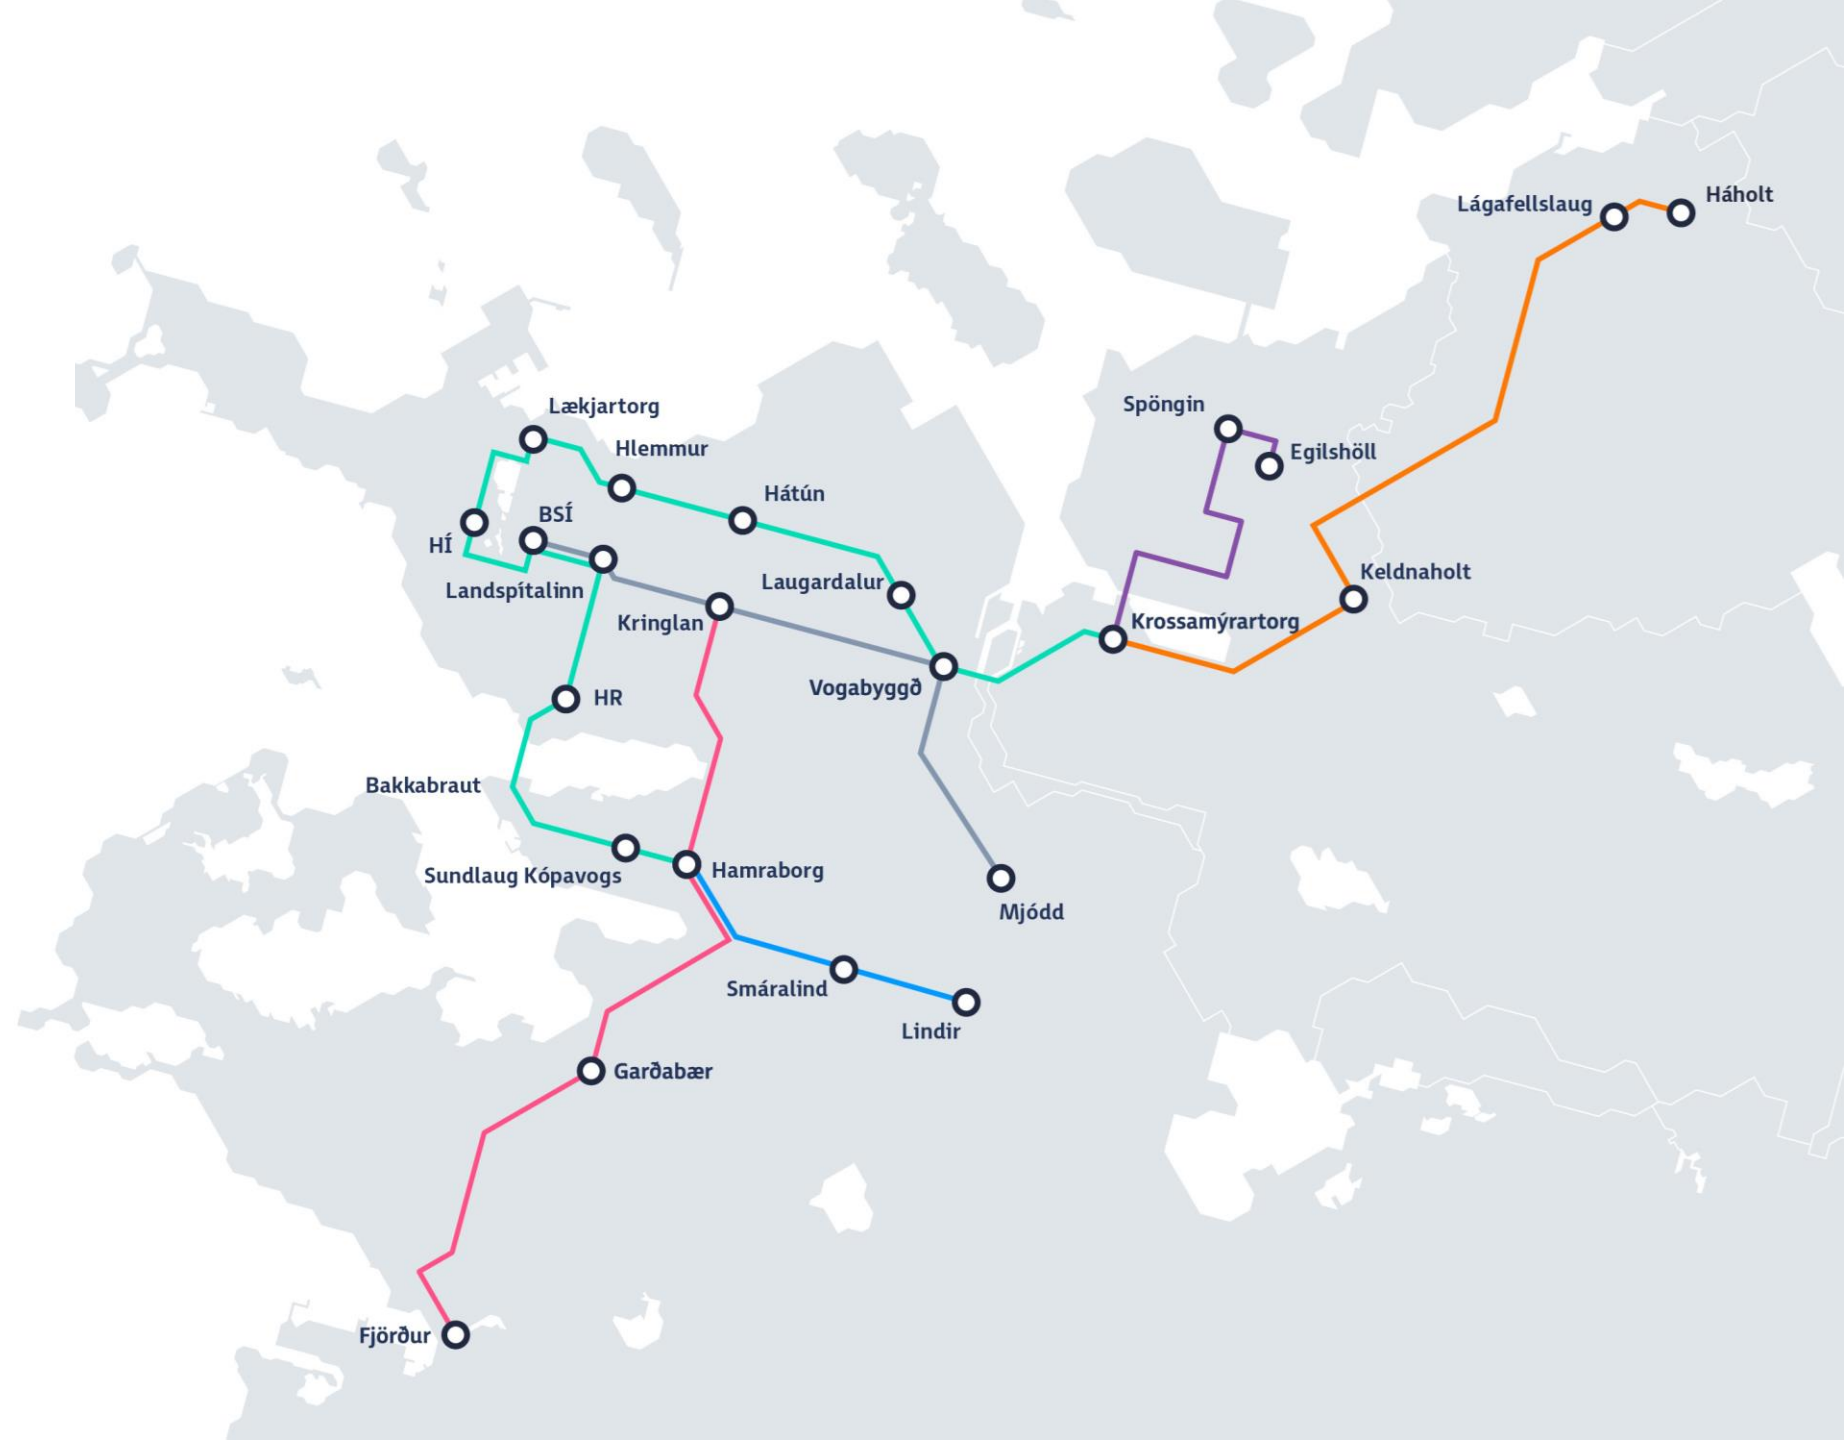 Háholt
Lágafellslaug
Spöngin
Lækjartorg
Hlemmur
Egilshöll
Hátún
BSÍ
HÍ
Keldnaholt
Laugardalur
Landspítalinn
Kringlan
Krossamýrartorg
Vogabyggð
HR
Bakkabraut
Hamraborg
Sundlaug Kópavogs
Mjódd
Smáralind
Lindir
Garðabær
Fjörður